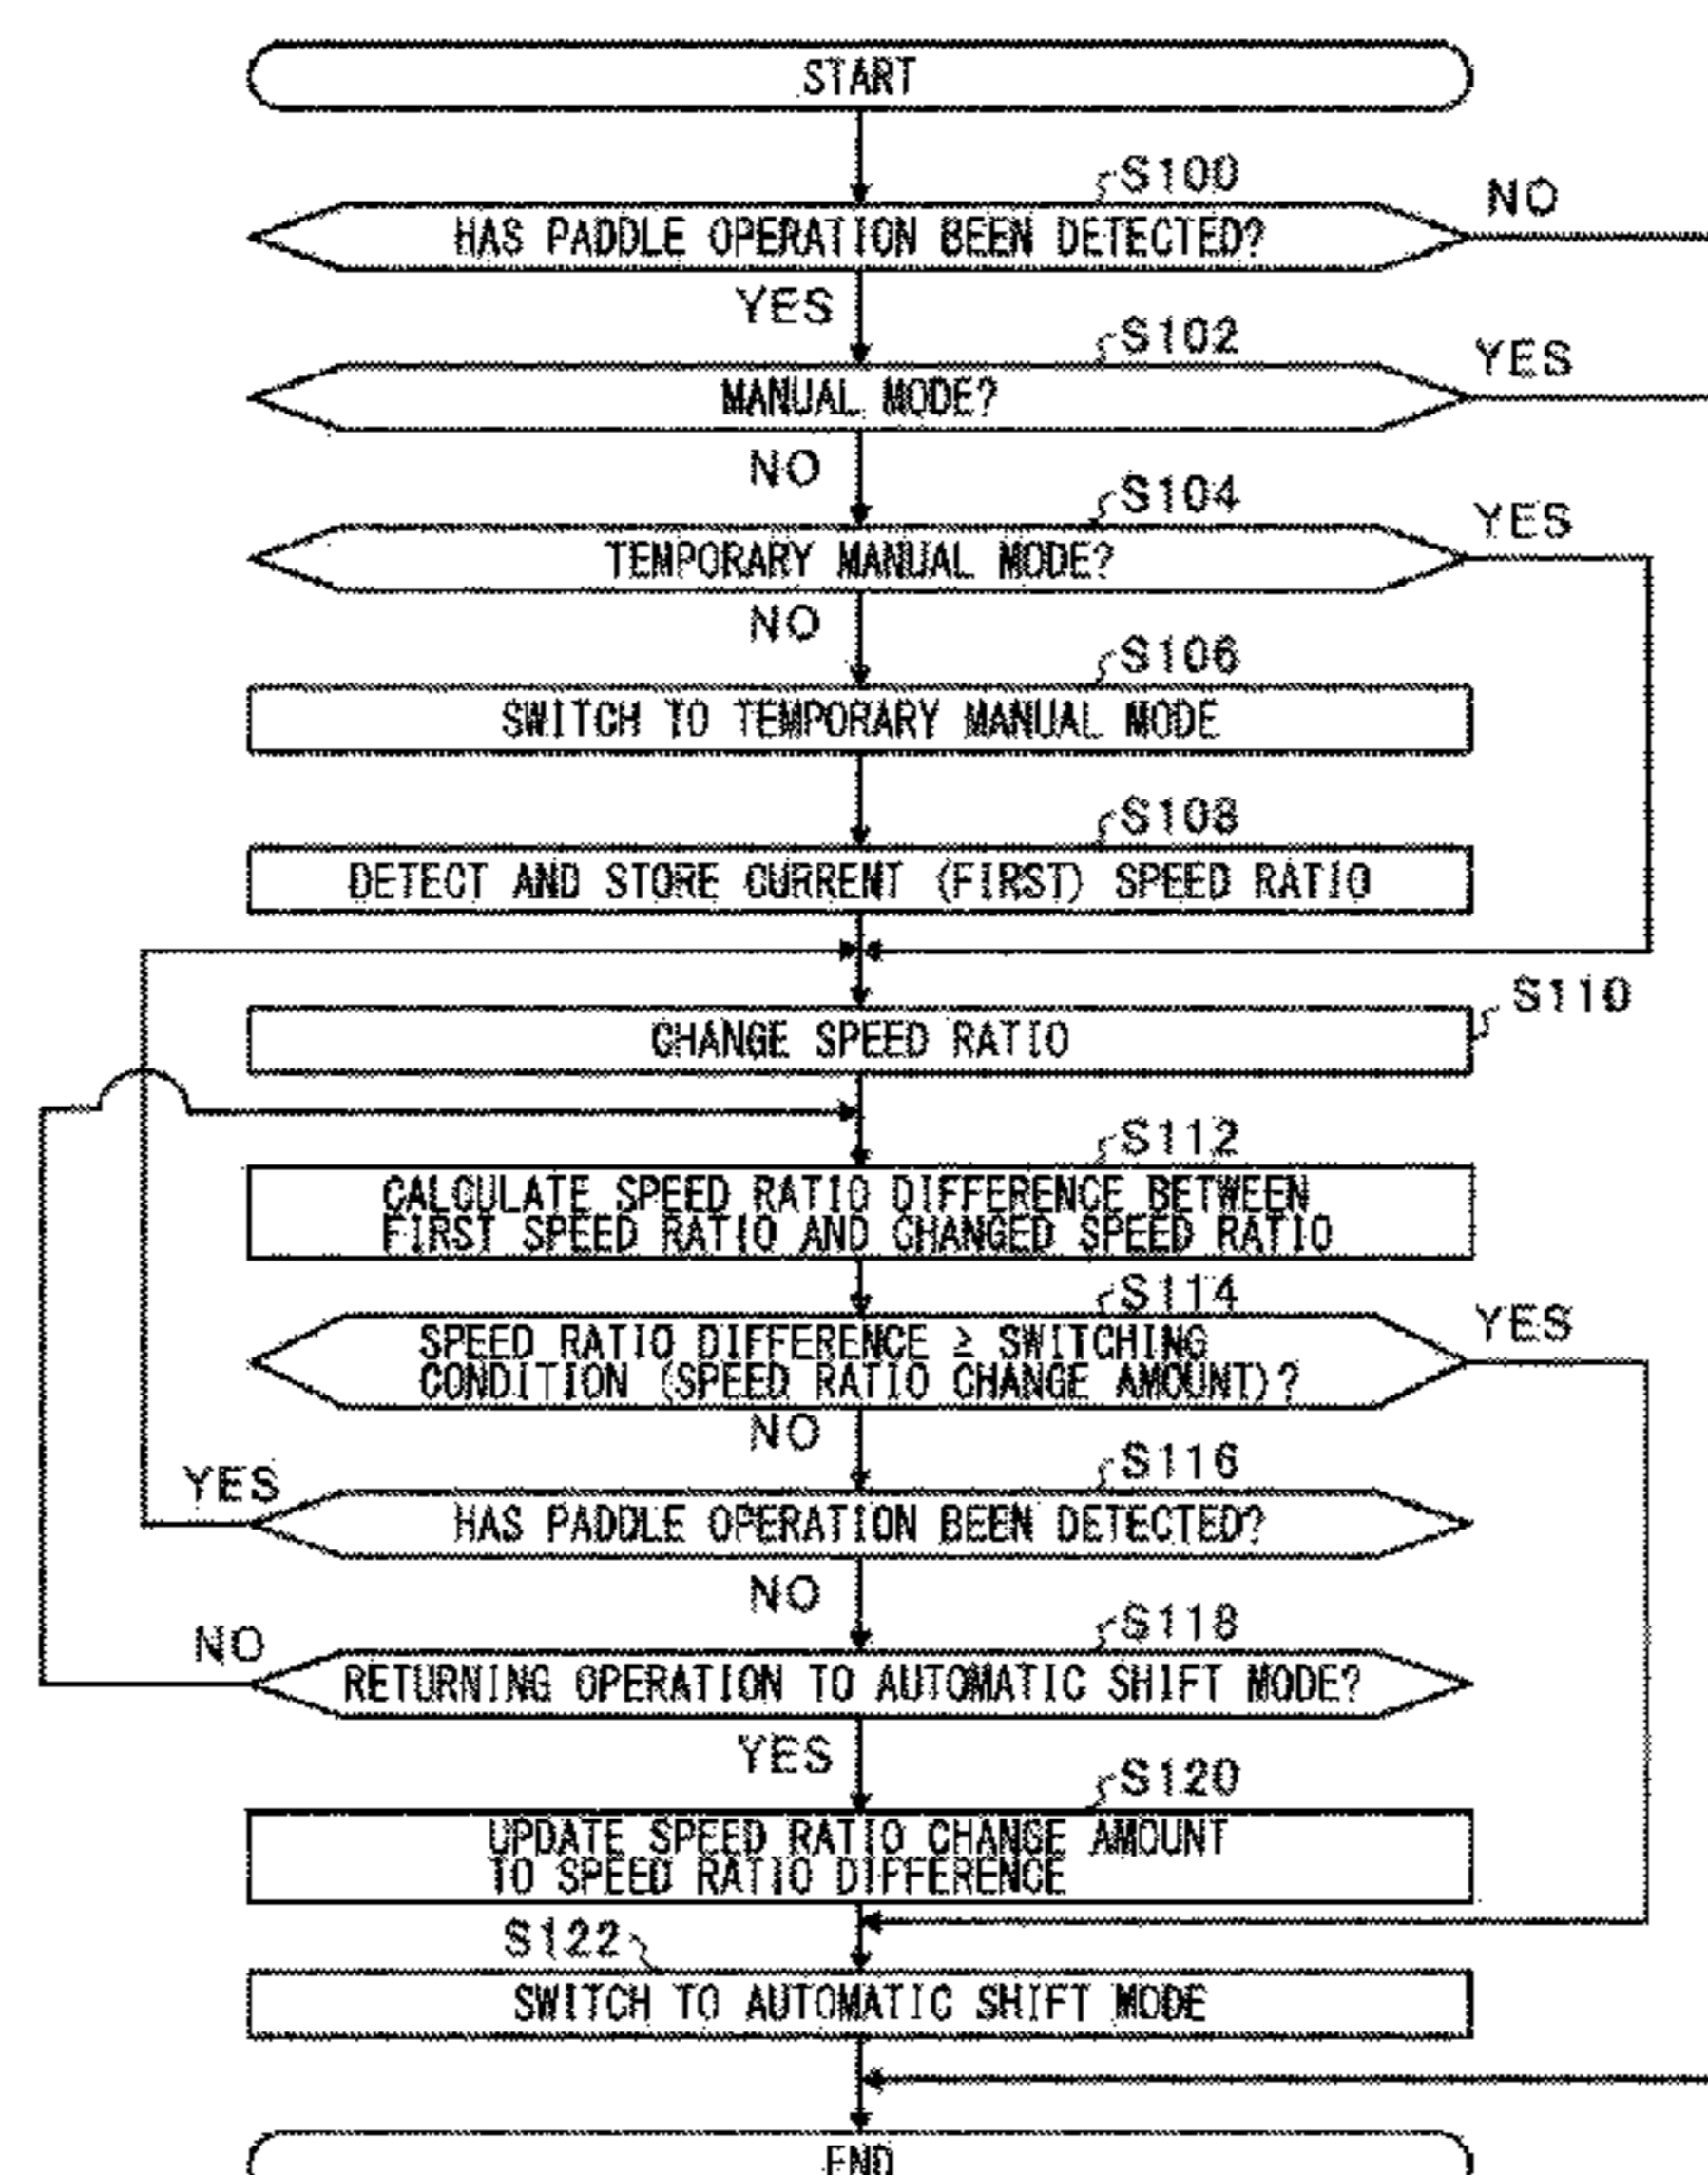 START
S100
HAS PADDLE OPERATION BEEN DETECTED?
NO
YES
S102
MANUAL MODE?
YES
NO
S104
TEMPORARY MANUAL MODE?
YES
NO
S106
SWITCH TO TEMPORARY MANUAL MODE
S108
DETECT AND STORE CURRENT (FIRST) SPEED RATIO
S110
CHANGE SPEED RATIO
S112
CALCULATE SPEED RATIO DIFFERENCE BETWEEN
FIRST SPEED RATIO AND CHANGED SPEED RATIO
S114
SPEED RATIO DIFFERENCE ≥ SWITCHING
CONDITION (SPEED RATIO CHANGE AMOUNT)?
YES
NO
S116
YES
HAS PADDLE OPERATION BEEN DETECTED?
NO
S118
NO
RETURNING OPERATION TO AUTOMATIC SHIFT MODE?
YES
S120
UPDATE SPEED RATIO CHANGE AMOUNT
TO SPEED RATIO DIFFERENCE
S122
SWITCH TO AUTOMATIC SHIFT MODE
END